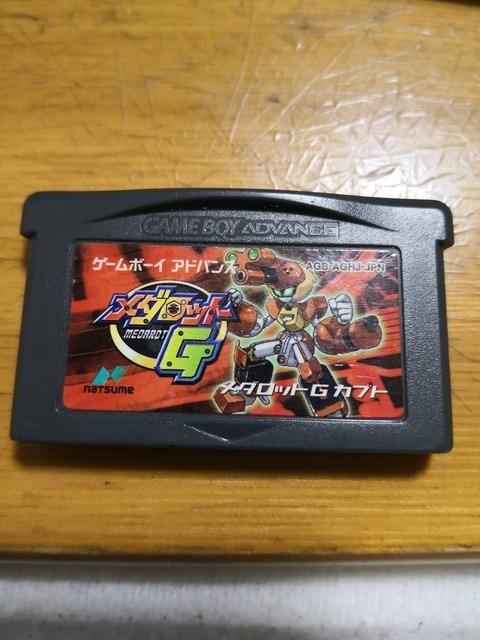 GAME BOY ADVANCE
ゲームボーイ アドバンス
AGB-AGHJ-JPN
メダロット
MEDAROT
G
natsume
メダロットG カブト